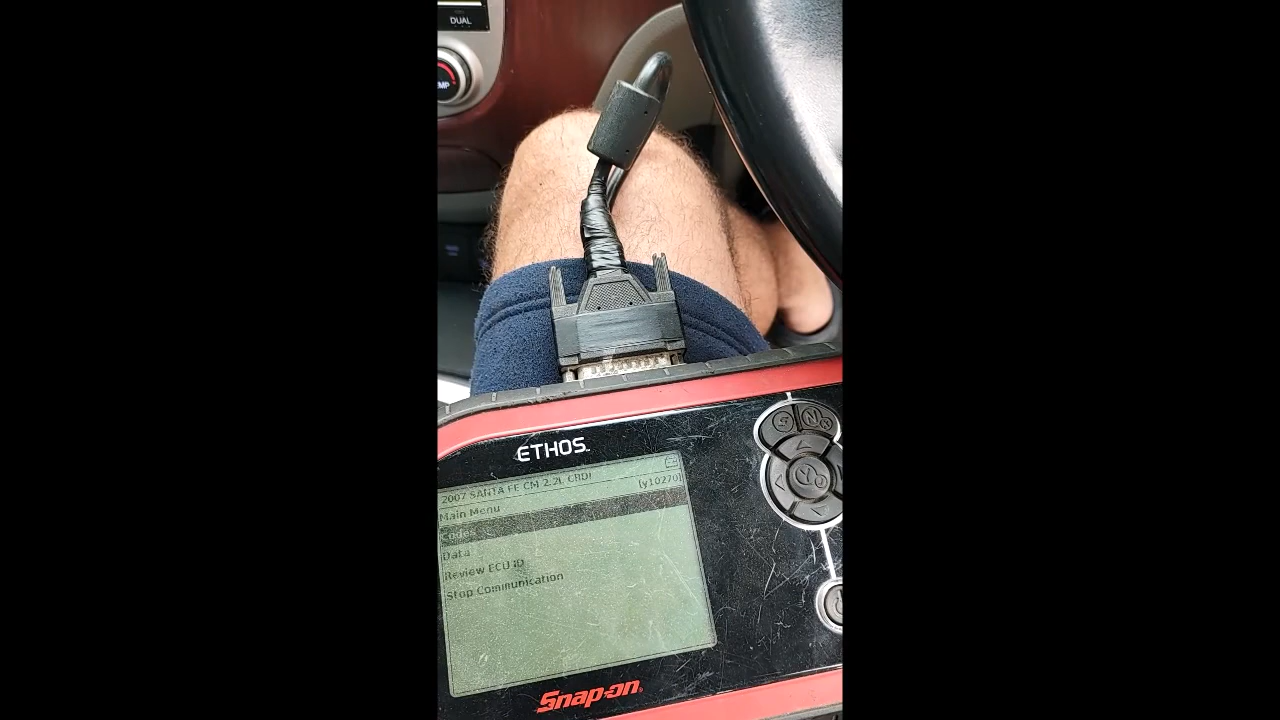 DUAL
ETHOS
2007 SANTA FE CM 2.2L CRDI
[y10270]
Main Menu
Codes
Data
Review ECU ID
Stop Communication
S
N
Y
Snap-on